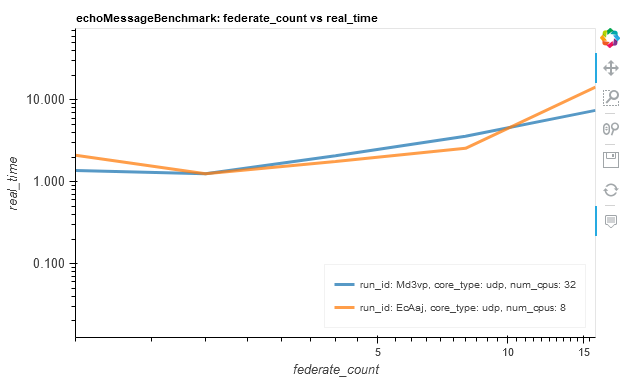 echoMessageBenchmark: federate_count vs real_time
10.000
1.000
0.100
real_time
run_id: Md3vp, core_type: udp, num_cpus: 32
run_id: EcAaj, core_type: udp, num_cpus: 8
5
10
15
federate_count